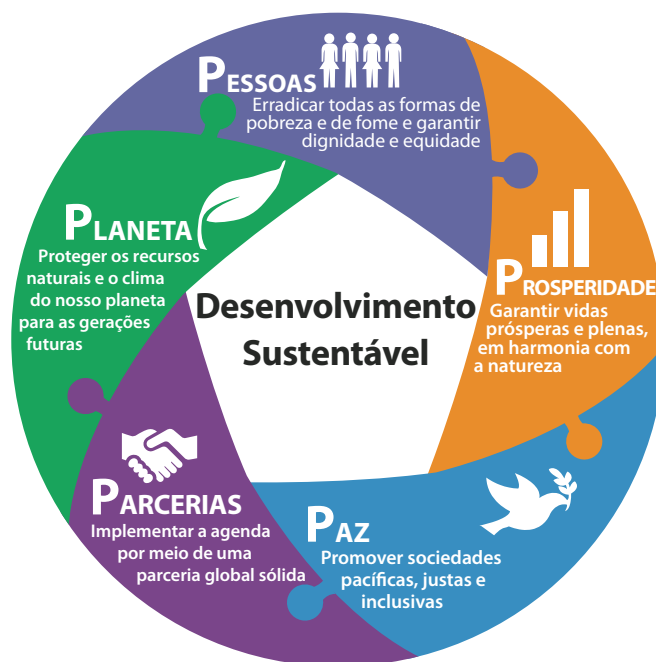 PESSOAS
Erradicar todas as formas de
pobreza e de fome e garantir
dignidade e equidade
PLANETA
Proteger os recursos
naturais e o clima
do nosso planeta
para as gerações
futuras
Desenvolvimento
Sustentável
PROSPERIDADE
Garantir vidas
prósperas e plenas,
em harmonia com
a natureza
PARCERIAS
Implementar a agenda
por meio de uma
parceria global sólida
PAZ
Promover sociedades
pacíficas, justas e
inclusivas